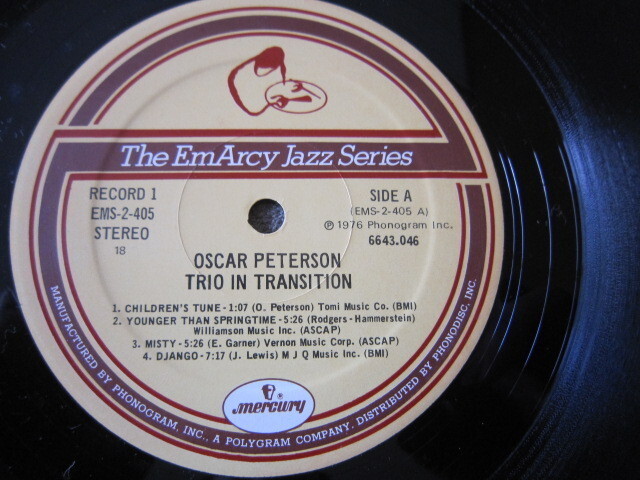 The EmArcy Jazz Series
RECORD 1
EMS-2-405
STEREO
18
SIDE A
(EMS-2-405 A)
℗ 1976 Phonogram Inc.
6643.046
OSCAR PETERSON
TRIO IN TRANSITION
1. CHILDREN'S TUNE - 1:07 (O. Peterson) Tomi Music Co. (BMI)
2. YOUNGER THAN SPRINGTIME - 5:26 (Rodgers - Hammerstein)
Williamson Music Inc. (ASCAP)
3. MISTY - 5:26 (E. Garner) Vernon Music Corp. (ASCAP)
4. DJANGO - 7:17 (J. Lewis) M J Q Music Inc. (BMI)
mercury
MANUFACTURED BY PHONOGRAM, INC., A POLYGRAM COMPANY. DISTRIBUTED BY PHONODISC, INC.